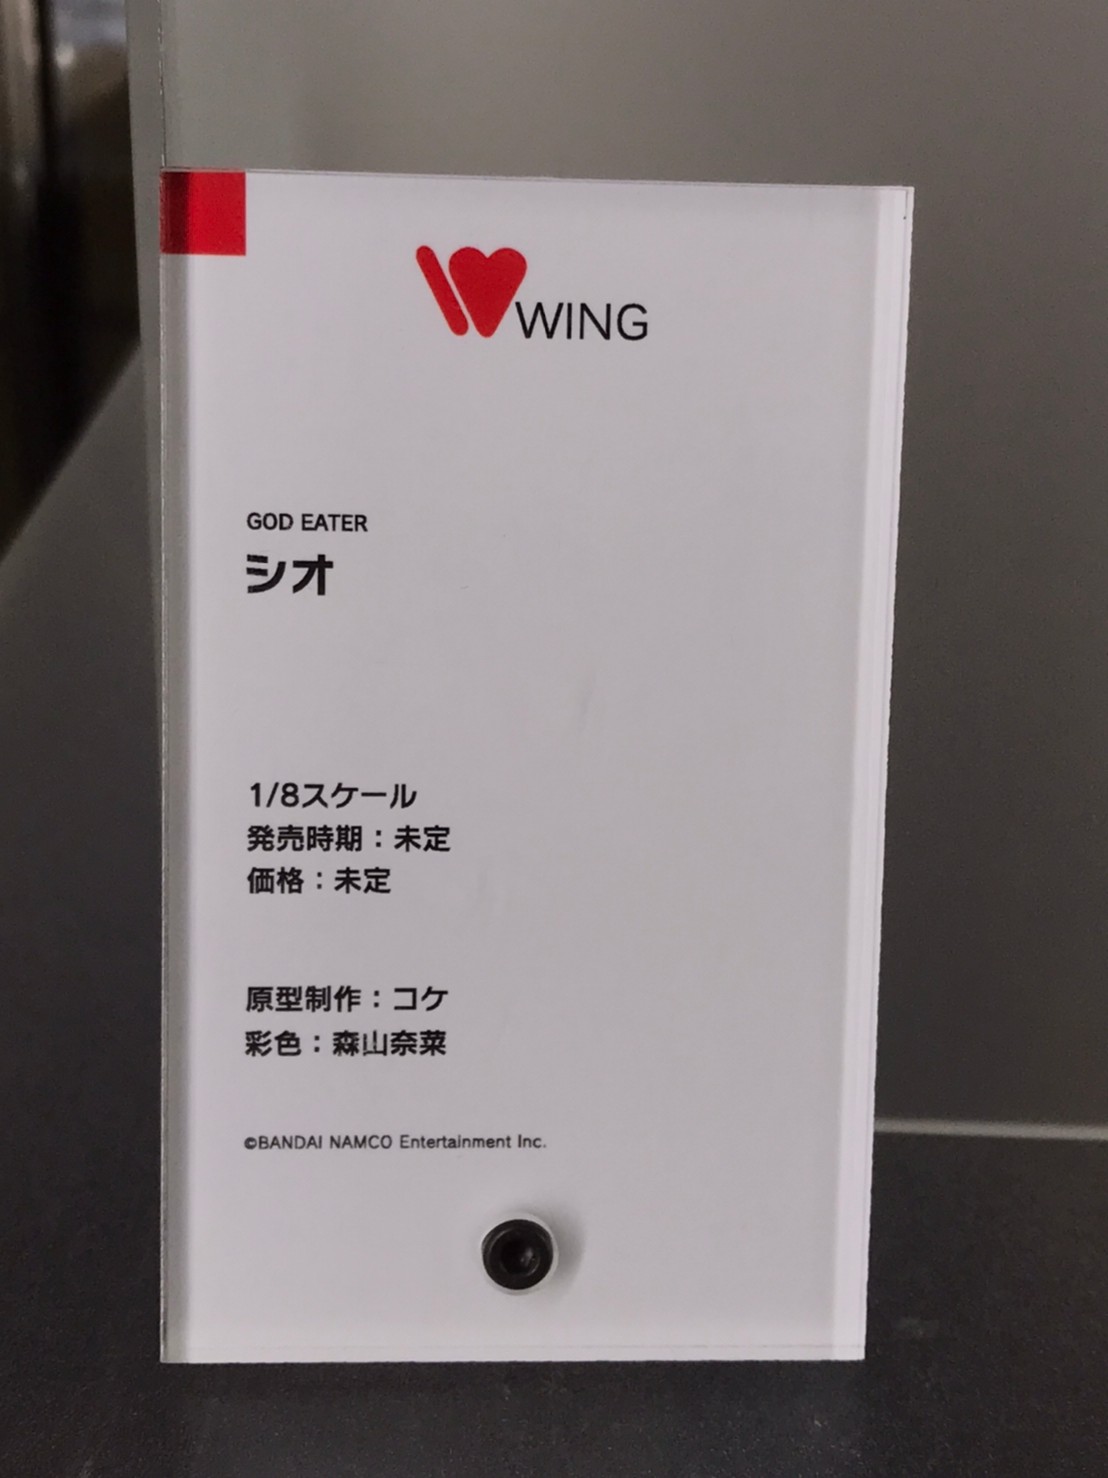 WING
GOD EATER
シオ
1/8スケール
発売時期：未定
価格：未定
原型制作：コケ
彩色：森山奈菜
©BANDAI NAMCO Entertainment Inc.